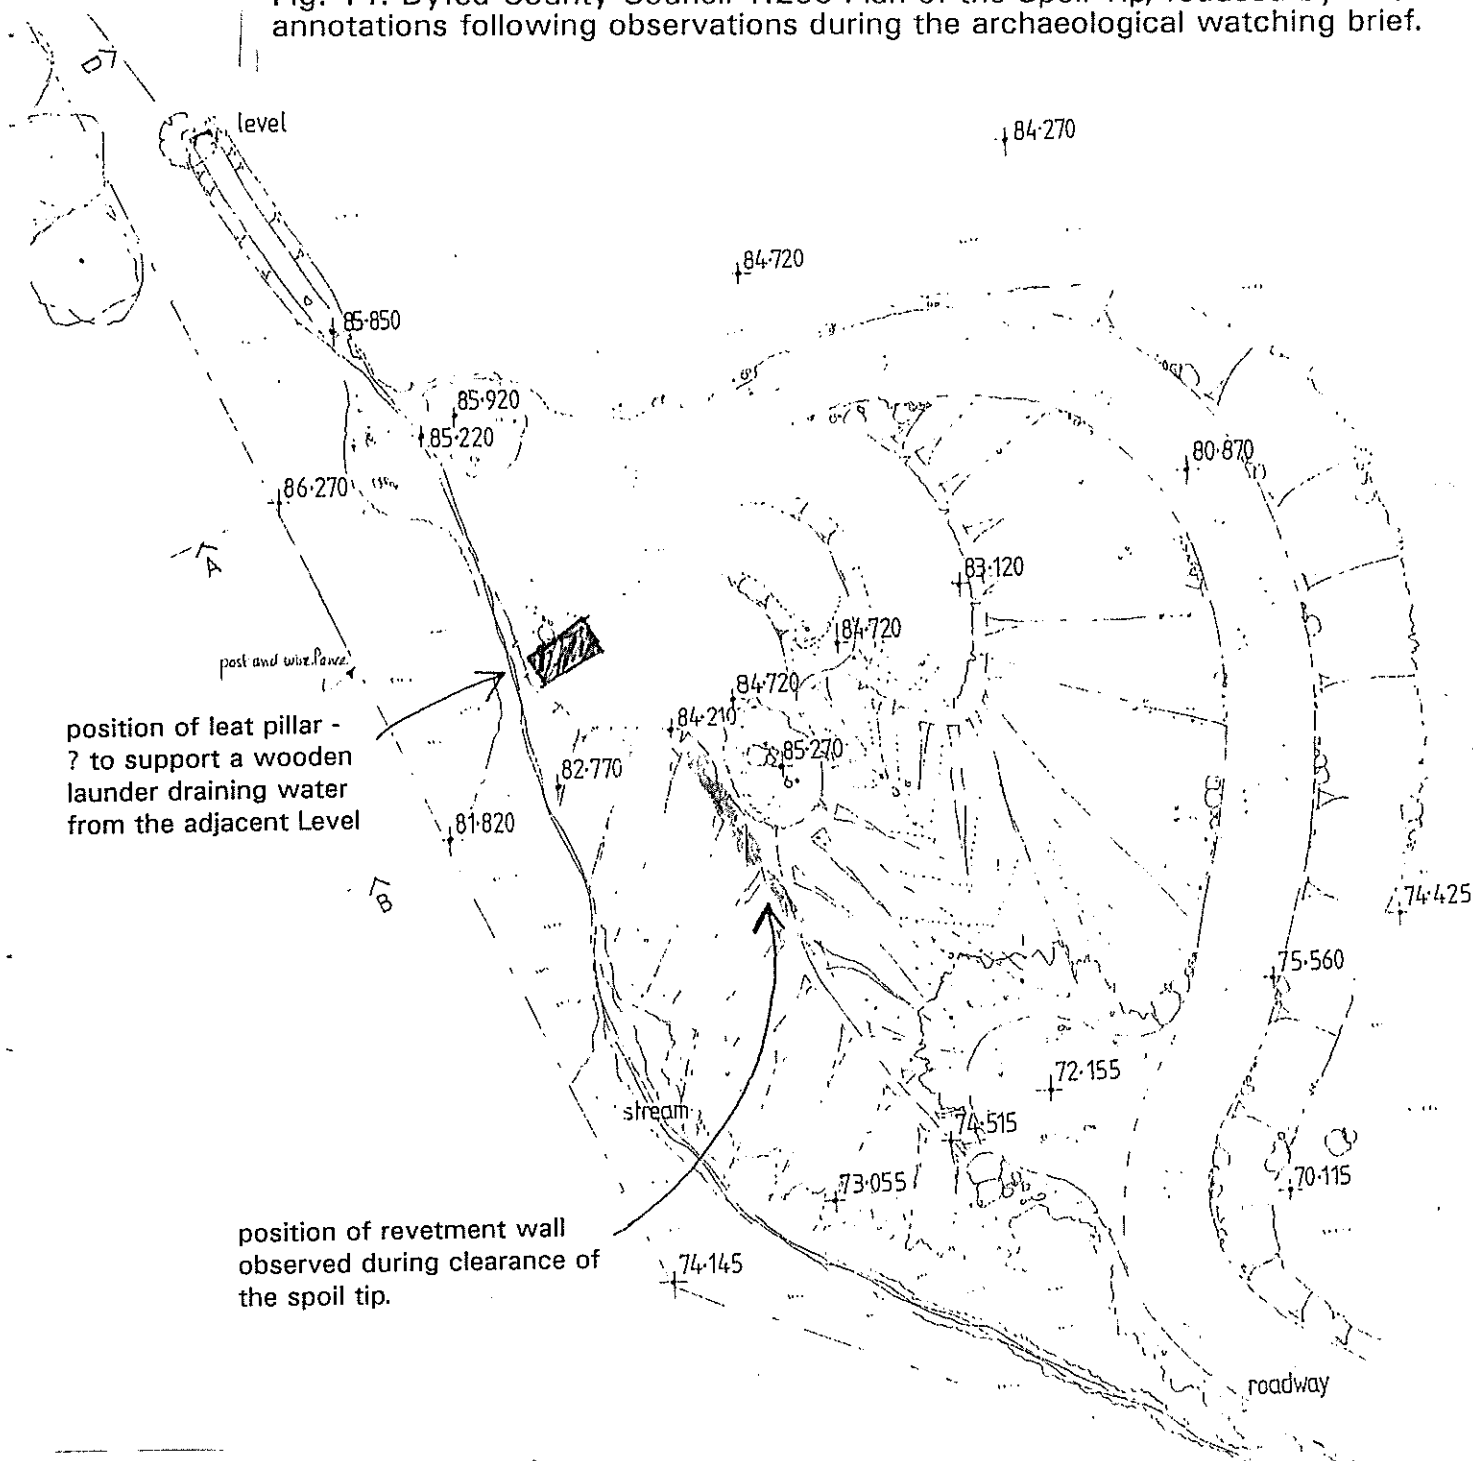 annotations following observations during the archaeological watching brief.
D
level
84·270
84·720
85·850
85·920
85·220
86·270
80·870
A
83·120
84·720
post and wire
84·720
84·210
position of leat pillar -
? to support a wooden
launder draining water
from the adjacent Level
85·270
82·770
81·820
B
74·425
75·560
72·155
stream
74·515
73·055
70·115
position of revetment wall
observed during clearance of
the spoil tip.
74·145
roadway